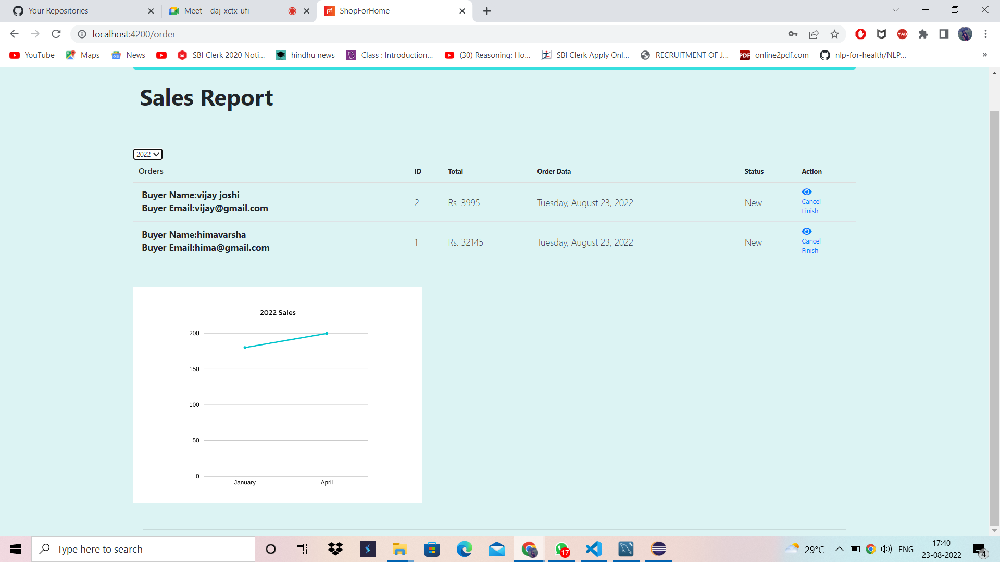 Your Repositories
Meet – daj-xctx-ufi
pf ShopForHome
localhost:4200/order
YAB
YouTube
Maps
News
SBI Clerk 2020 Noti...
hindhu news
Class : Introduction...
(30) Reasoning: Ho...
SBI Clerk Apply Onl...
RECRUITMENT OF J...
PDF online2pdf.com
nlp-for-health/NLP...
»
Sales Report
2022
Orders ID Total Order Data Status Action
Buyer Name:vijay joshi
Buyer Email:vijay@gmail.com
2 Rs. 3995 Tuesday, August 23, 2022 New
Cancel
Finish
Buyer Name:himavarsha
Buyer Email:hima@gmail.com
1 Rs. 32145 Tuesday, August 23, 2022 New
Cancel
Finish
2022 Sales
200
150
100
50
0
January April
Type here to search
17
29°C
ENG
17:40
23-08-2022
4